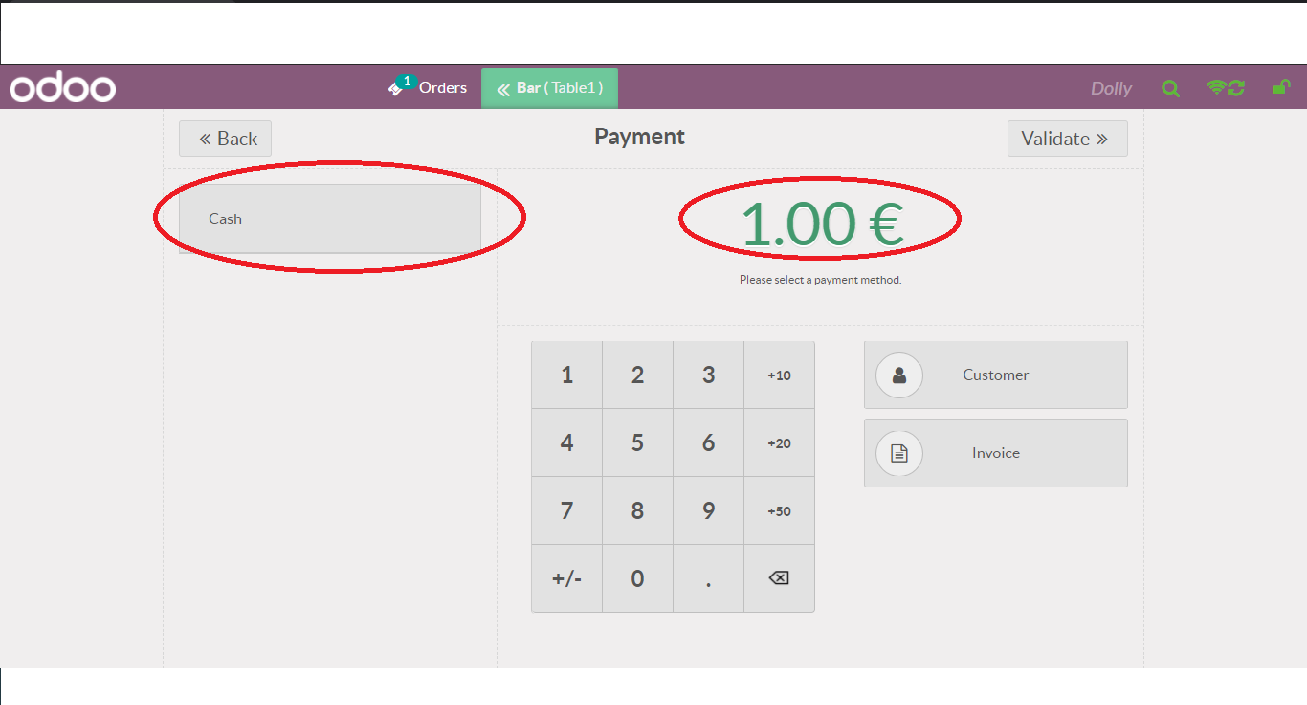 odoo
1
Orders
« Bar ( Table1 )
Dolly
« Back
Payment
Validate »
Cash
1.00 €
Please select a payment method.
1 2 3 +10
4 5 6 +20
7 8 9 +50
+/- 0 .
Customer
Invoice